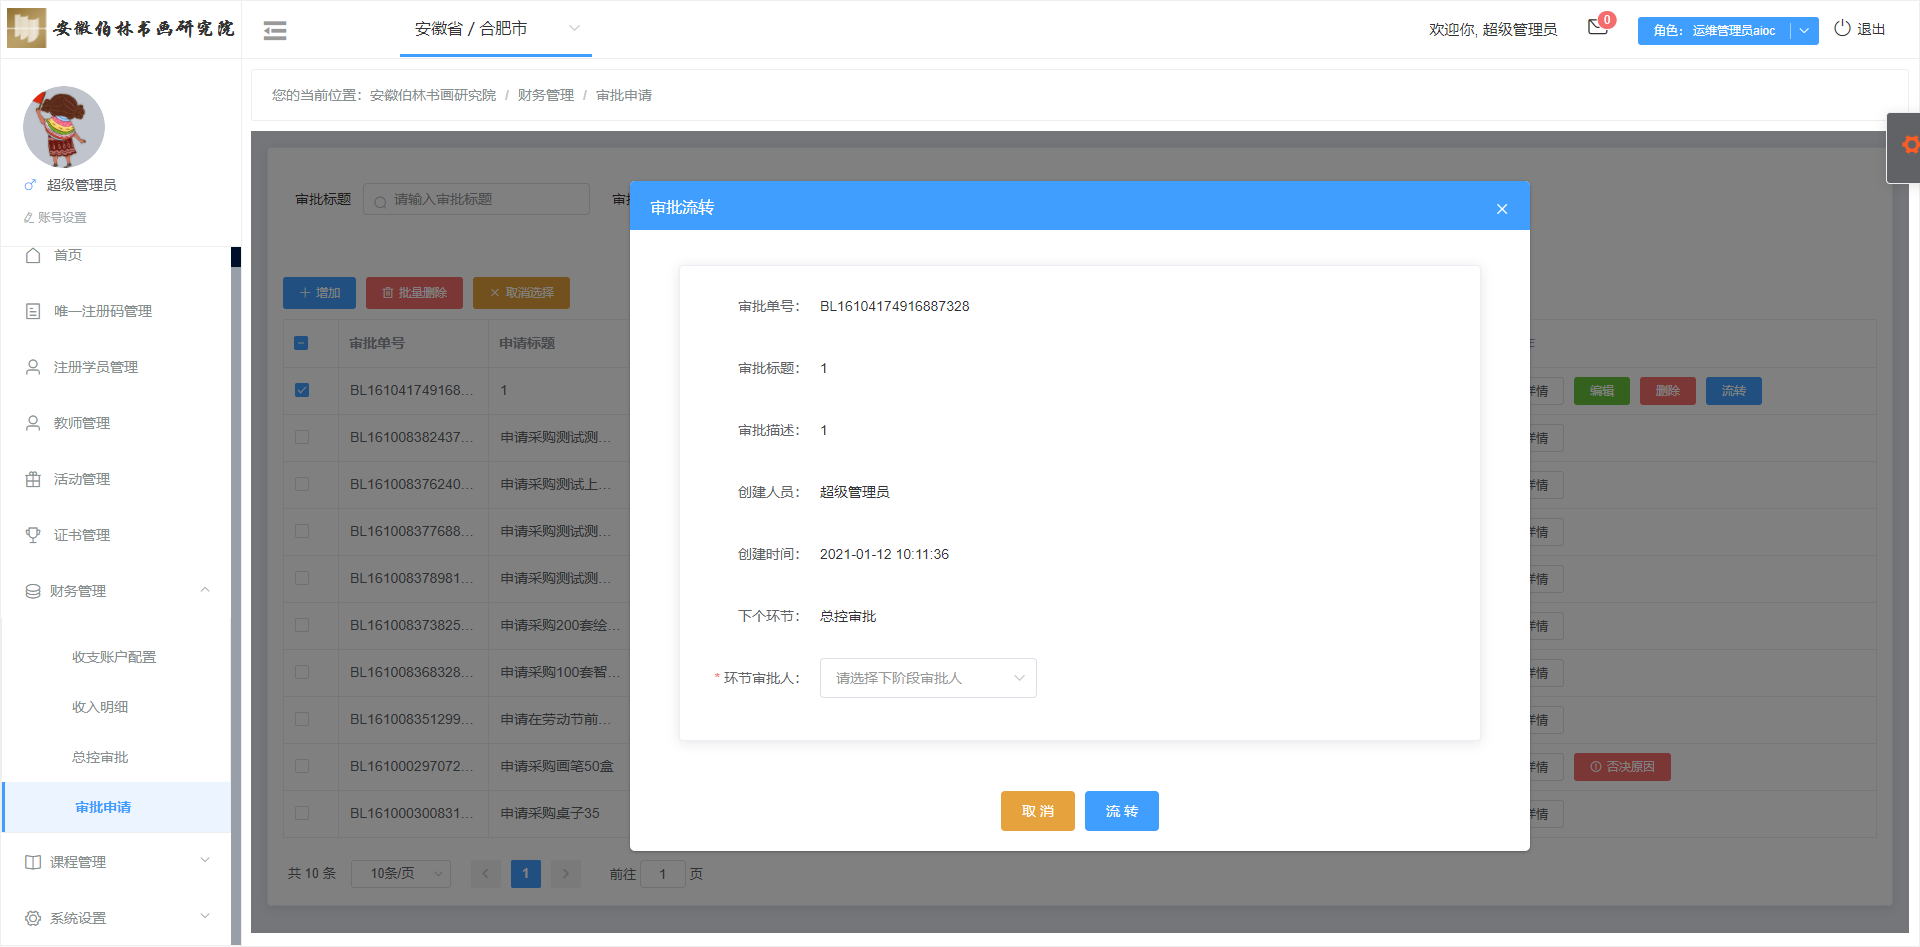 安徽伯林书画研究院
安徽省 / 合肥市
欢迎你, 超级管理员
0
角色： 运维管理员aioc
退出
您的当前位置： 安徽伯林书画研究院 / 财务管理 / 审批申请
超级管理员
账号设置
首页
唯一注册码管理
注册学员管理
教师管理
活动管理
证书管理
财务管理
收支账户配置
收入明细
总控审批
审批申请
课程管理
系统设置
审批标题 请输入审批标题
增加 批量删除 取消选择
审批单号 申请标题
BL161041749168... 1 编辑 删除 流转
BL161008382437... 申请采购测试测... 情
BL161008376240... 申请采购测试上... 情
BL161008377688... 申请采购测试测... 情
BL161008378981... 申请采购测试测... 情
BL161008373825... 申请采购200套绘... 情
BL161008368328... 申请采购100套智... 情
BL161008351299... 申请在劳动节前... 情
BL161000297072... 申请采购画笔50盒 情 否决原因
BL161000300831... 申请采购桌子35 情
共 10 条 10条/页 1 前往 1 页
审批流转
审批单号： BL16104174916887328
审批标题： 1
审批描述： 1
创建人员： 超级管理员
创建时间： 2021-01-12 10:11:36
下个环节： 总控审批
* 环节审批人： 请选择下阶段审批人
取 消 流 转